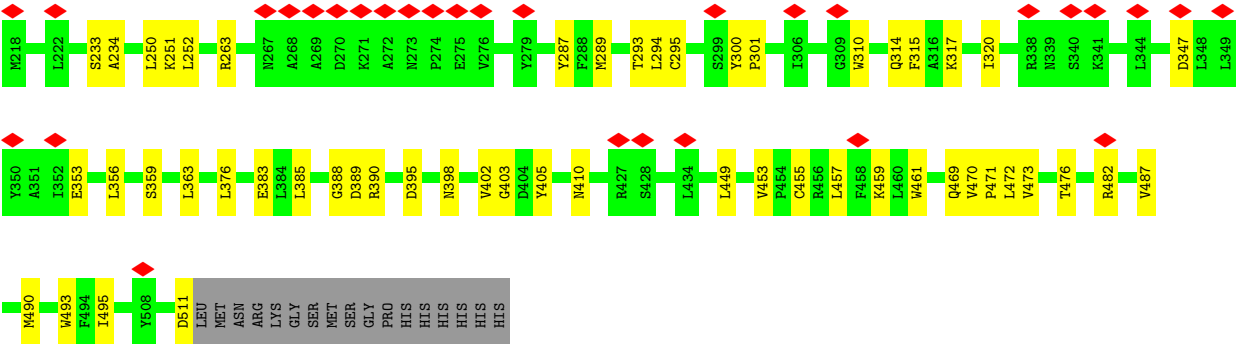 M218 L222 S233 A234 L250 K251 L252 R263 N267 A268 A269 D270 K271 A272 N273 P274 E275 V276 Y279 Y287 F288 M289 T293 L294 C295 S299 Y300 P301 I306 G309 W310 Q314 F315 A316 K317 I320 R338 N339 S340 K341 L344 D347 L348 L349
Y350 A351 I352 E353 L356 S359 L363 L376 E383 L384 L385 G388 D389 R390 D395 N398 V402 G403 D404 Y405 N410 R427 S428 L434 L449 V453 P454 C455 R456 L457 F458 K459 L460 W461 Q469 V470 P471 L472 V473 T476 R482 V487
M490 W493 F494 I495 Y508 D511 LEU MET ASN ARG LYS GLY SER MET SER GLY PRO HIS HIS HIS HIS HIS HIS